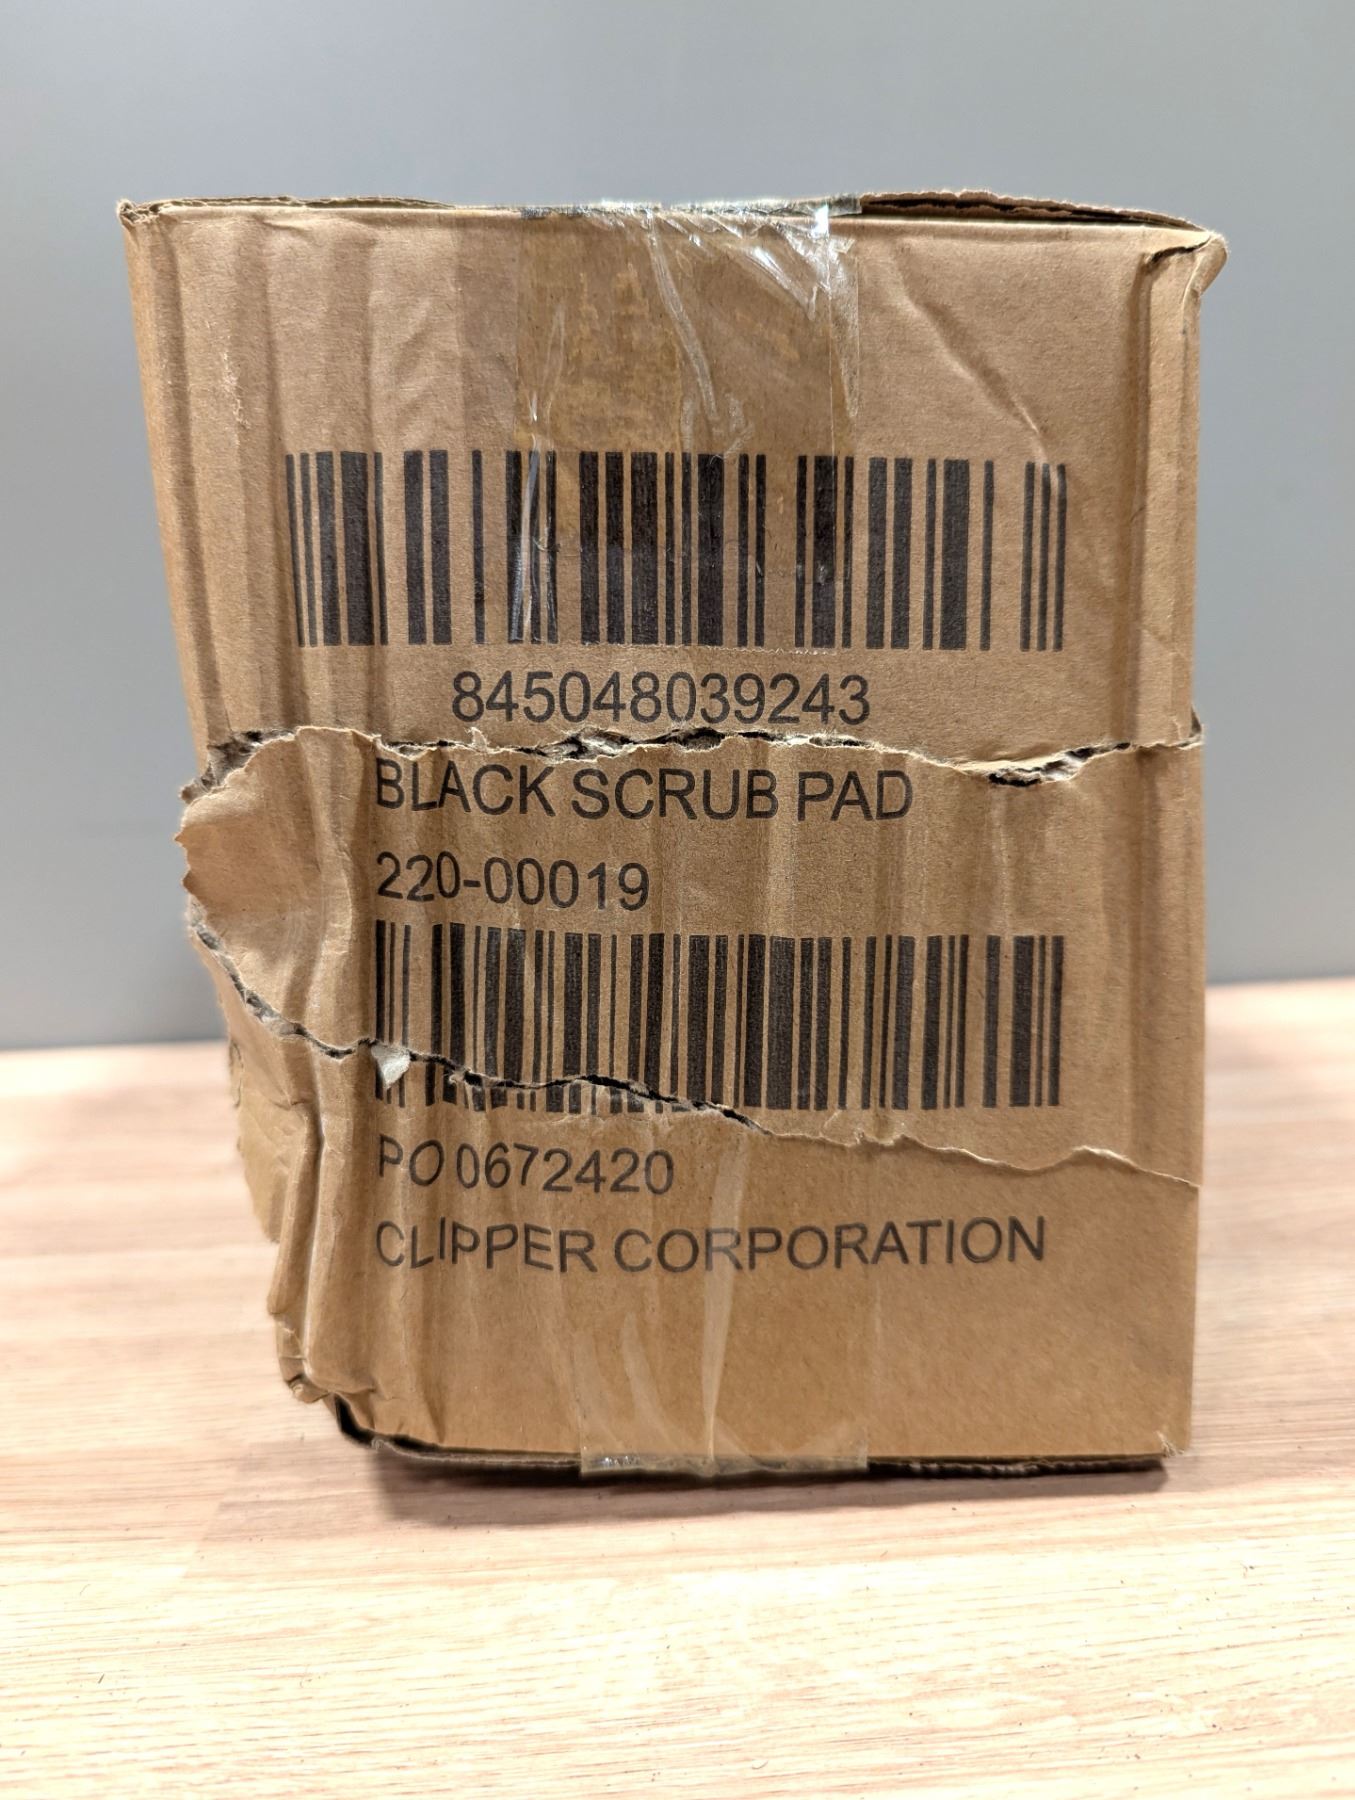 845048039243
BLACK SCRUB PAD
220-00019
PO 0672420
CLIPPER CORPORATION